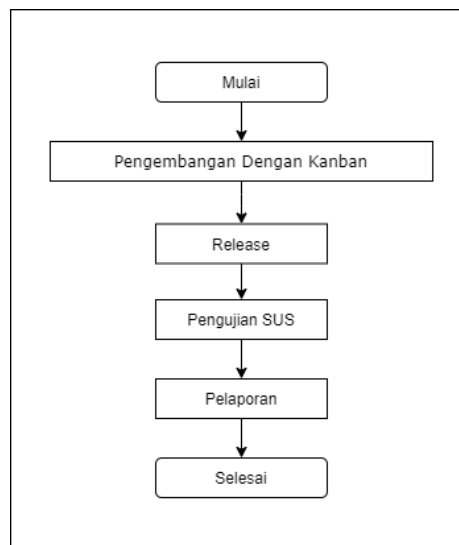 Mulai
Pengembangan Dengan Kanban
Release
Pengujian SUS
Pelaporan
Selesai